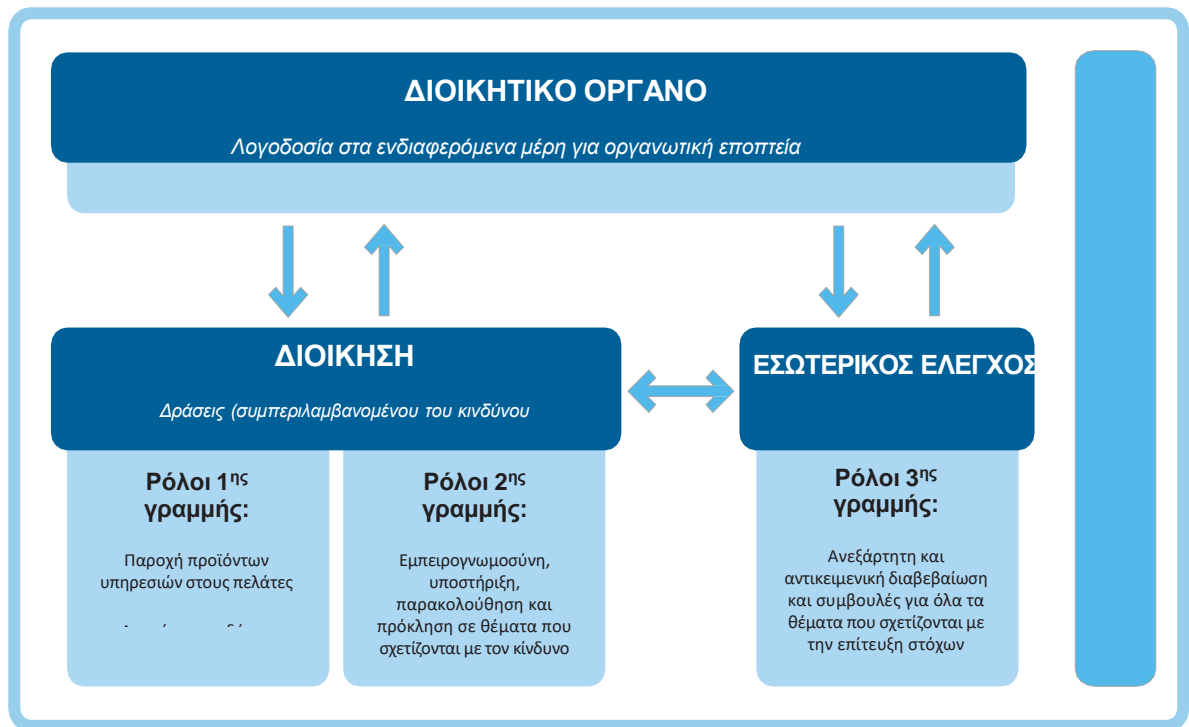 ΔΙΟΙΚΗΤΙΚΟ ΟΡΓΑΝΟ
Λογοδοσία στα ενδιαφερόμενα μέρη για οργανωτική εποπτεία
ΔΙΟΙΚΗΣΗ
Δράσεις (συμπεριλαμβανομένου του κινδύνου
ΕΣΩΤΕΡΙΚΟΣ ΕΛΕΓΧΟΣ
Ρόλοι 1ης
γραμμής:
Παροχή προϊόντων
υπηρεσιών στους πελάτες
Ρόλοι 2ης
γραμμής:
Εμπειρογνωμοσύνη,
υποστήριξη,
παρακολούθηση και
πρόκληση σε θέματα που
σχετίζονται με τον κίνδυνο
Ρόλοι 3ης
γραμμής:
Ανεξάρτητη και
αντικειμενική διαβεβαίωση
και συμβουλές για όλα τα
θέματα που σχετίζονται με
την επίτευξη στόχων